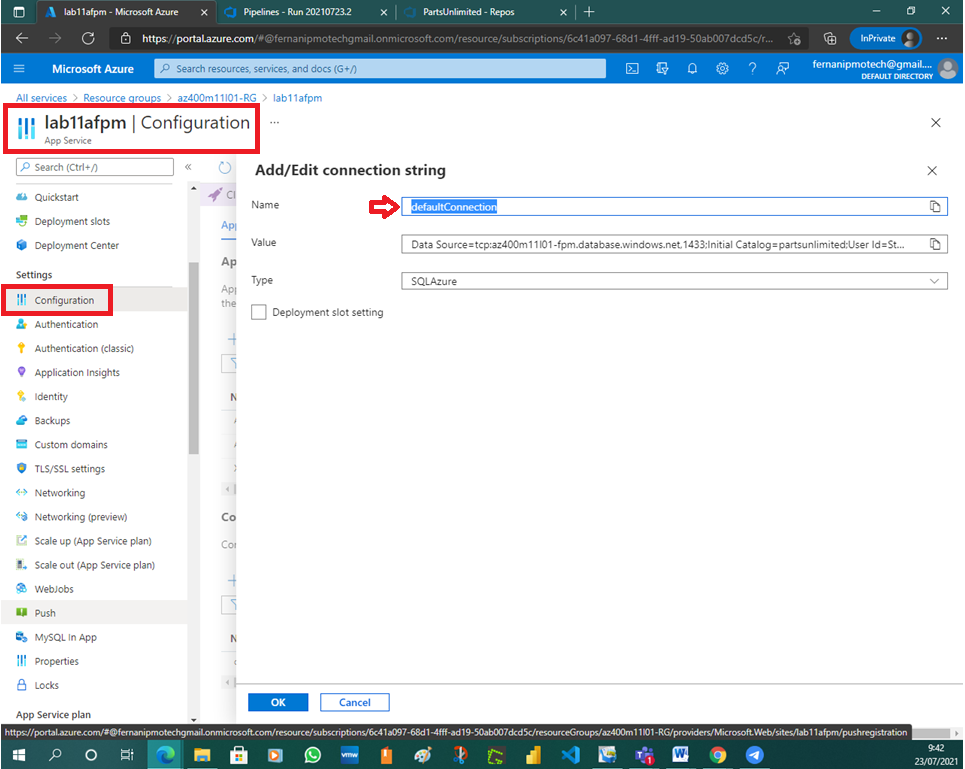 lab11afpm - Microsoft Azure
Pipelines - Run 20210723.2
PartsUnlimited - Repos
https://portal.azure.com/#@fernanipmotechgmail.onmicrosoft.com/resource/subscriptions/6c41a097-68d1-4fff-ad19-50ab007dcd5c/r...
InPrivate
Microsoft Azure
Search resources, services, and docs (G+/)
fernanipmotech@gmail....
DEFAULT DIRECTORY
All services > Resource groups > az400m11l01-RG > lab11afpm
lab11afpm | Configuration ...
App Service
Search (Ctrl+/)
Quickstart
Deployment slots
Deployment Center
Settings
Configuration
Authentication
Authentication (classic)
Application Insights
Identity
Backups
Custom domains
TLS/SSL settings
Networking
Networking (preview)
Scale up (App Service plan)
Scale out (App Service plan)
WebJobs
Push
MySQL In App
Properties
Locks
App Service plan
Add/Edit connection string
Name
defaultConnection
Value
Data Source=tcp:az400m11l01-fpm.database.windows.net,1433;Initial Catalog=partsunlimited;User Id=St...
Type
SQLAzure
Deployment slot setting
OK
Cancel
https://portal.azure.com/#@fernanipmotechgmail.onmicrosoft.com/resource/subscriptions/6c41a097-68d1-4fff-ad19-50ab007dcd5c/resourceGroups/az400m11l01-RG/providers/Microsoft.Web/sites/lab11afpm/pushregistration
vmw
9:42
23/07/2021